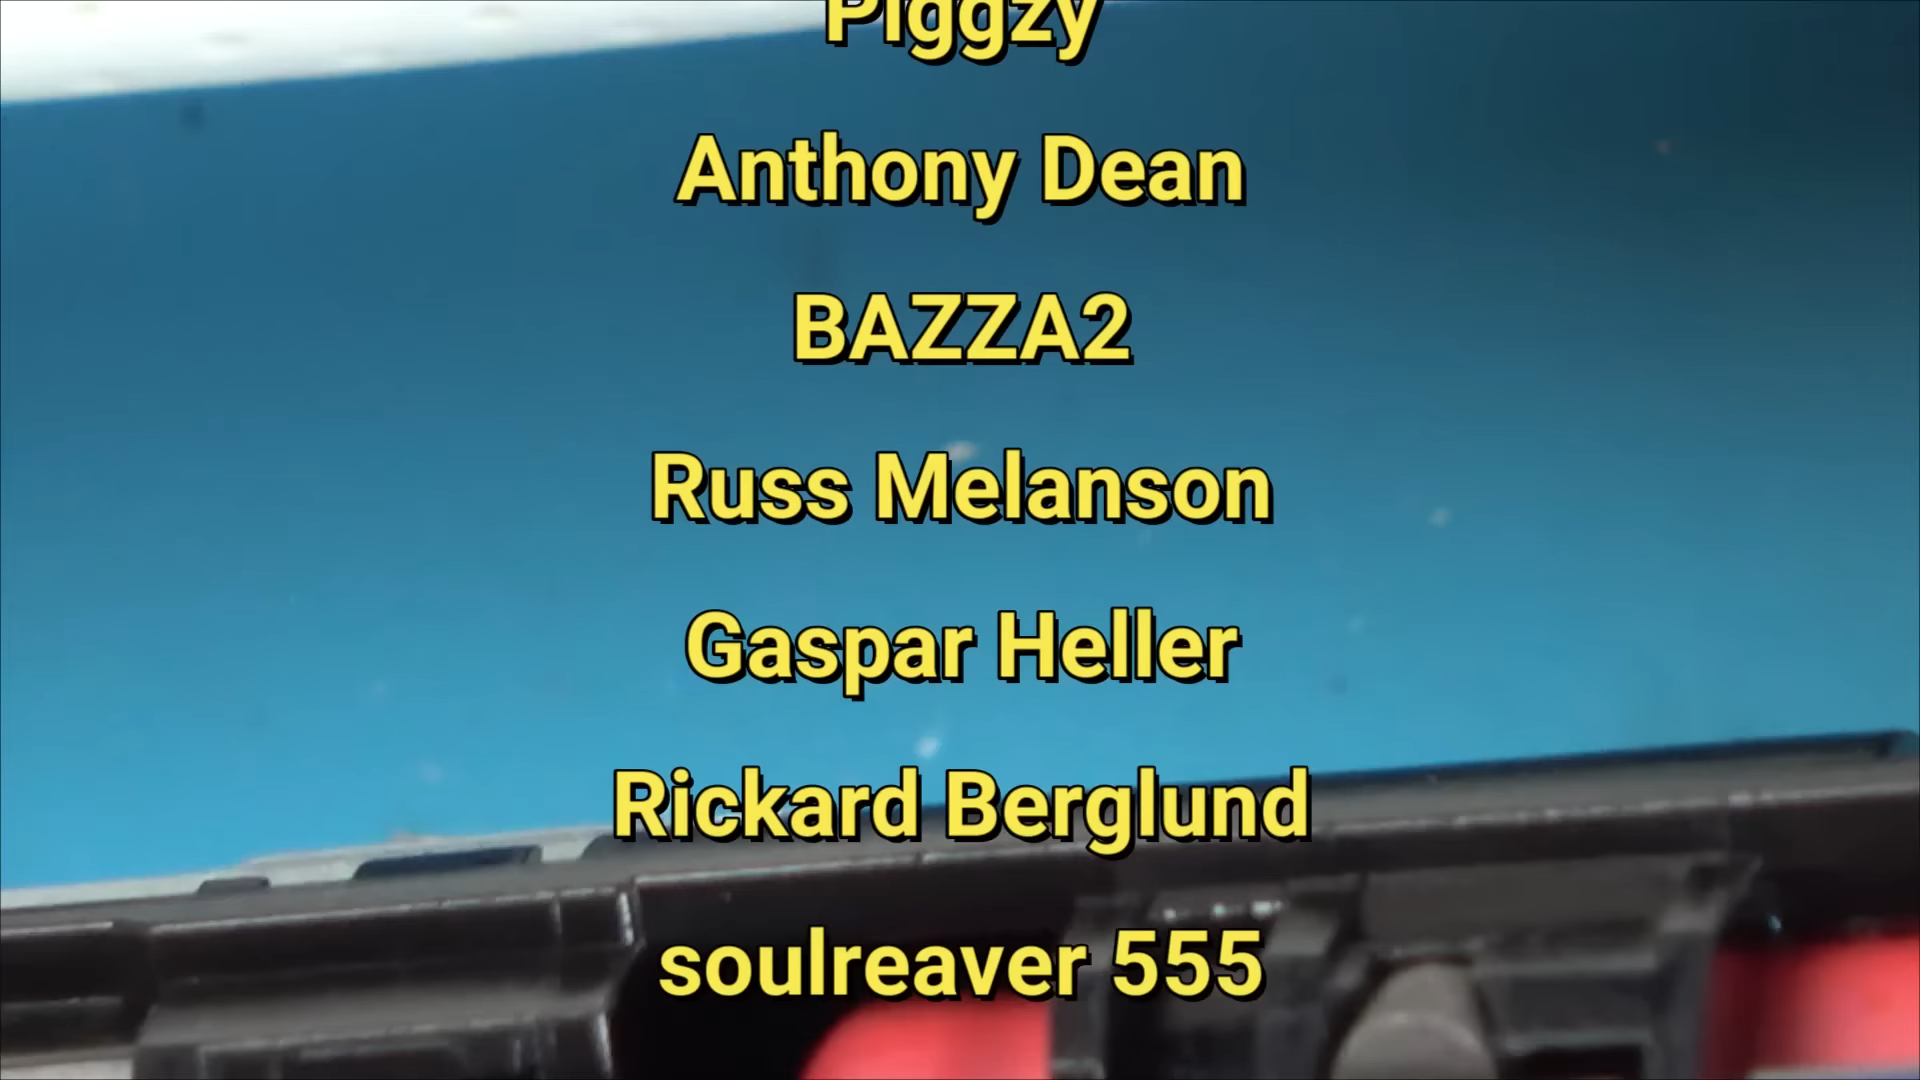 Piggzy
Anthony Dean
BAZZA2
Russ Melanson
Gaspar Heller
Rickard Berglund
soulreaver 555